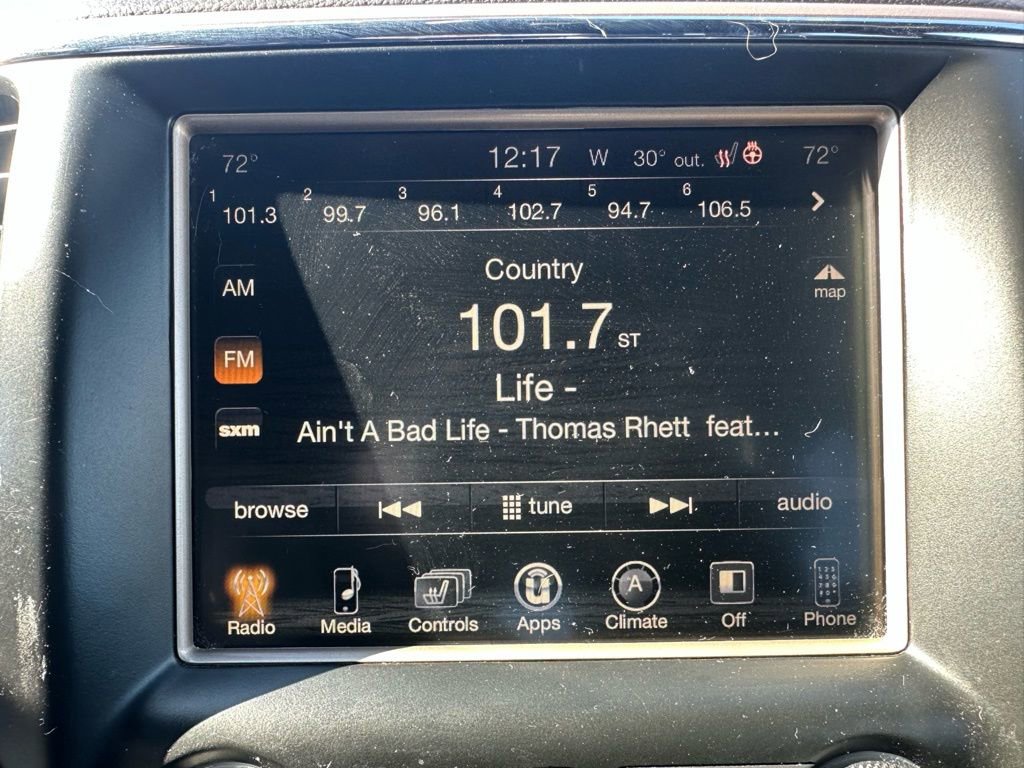 72° 12:17 W 30° out. 72°
1 101.3 2 99.7 3 96.1 4 102.7 5 94.7 6 106.5
Country
AM
map
101.7 ST
FM
Life -
sxm
Ain't A Bad Life - Thomas Rhett feat...
browse tune audio
A
Radio Media Controls Apps Climate Off Phone